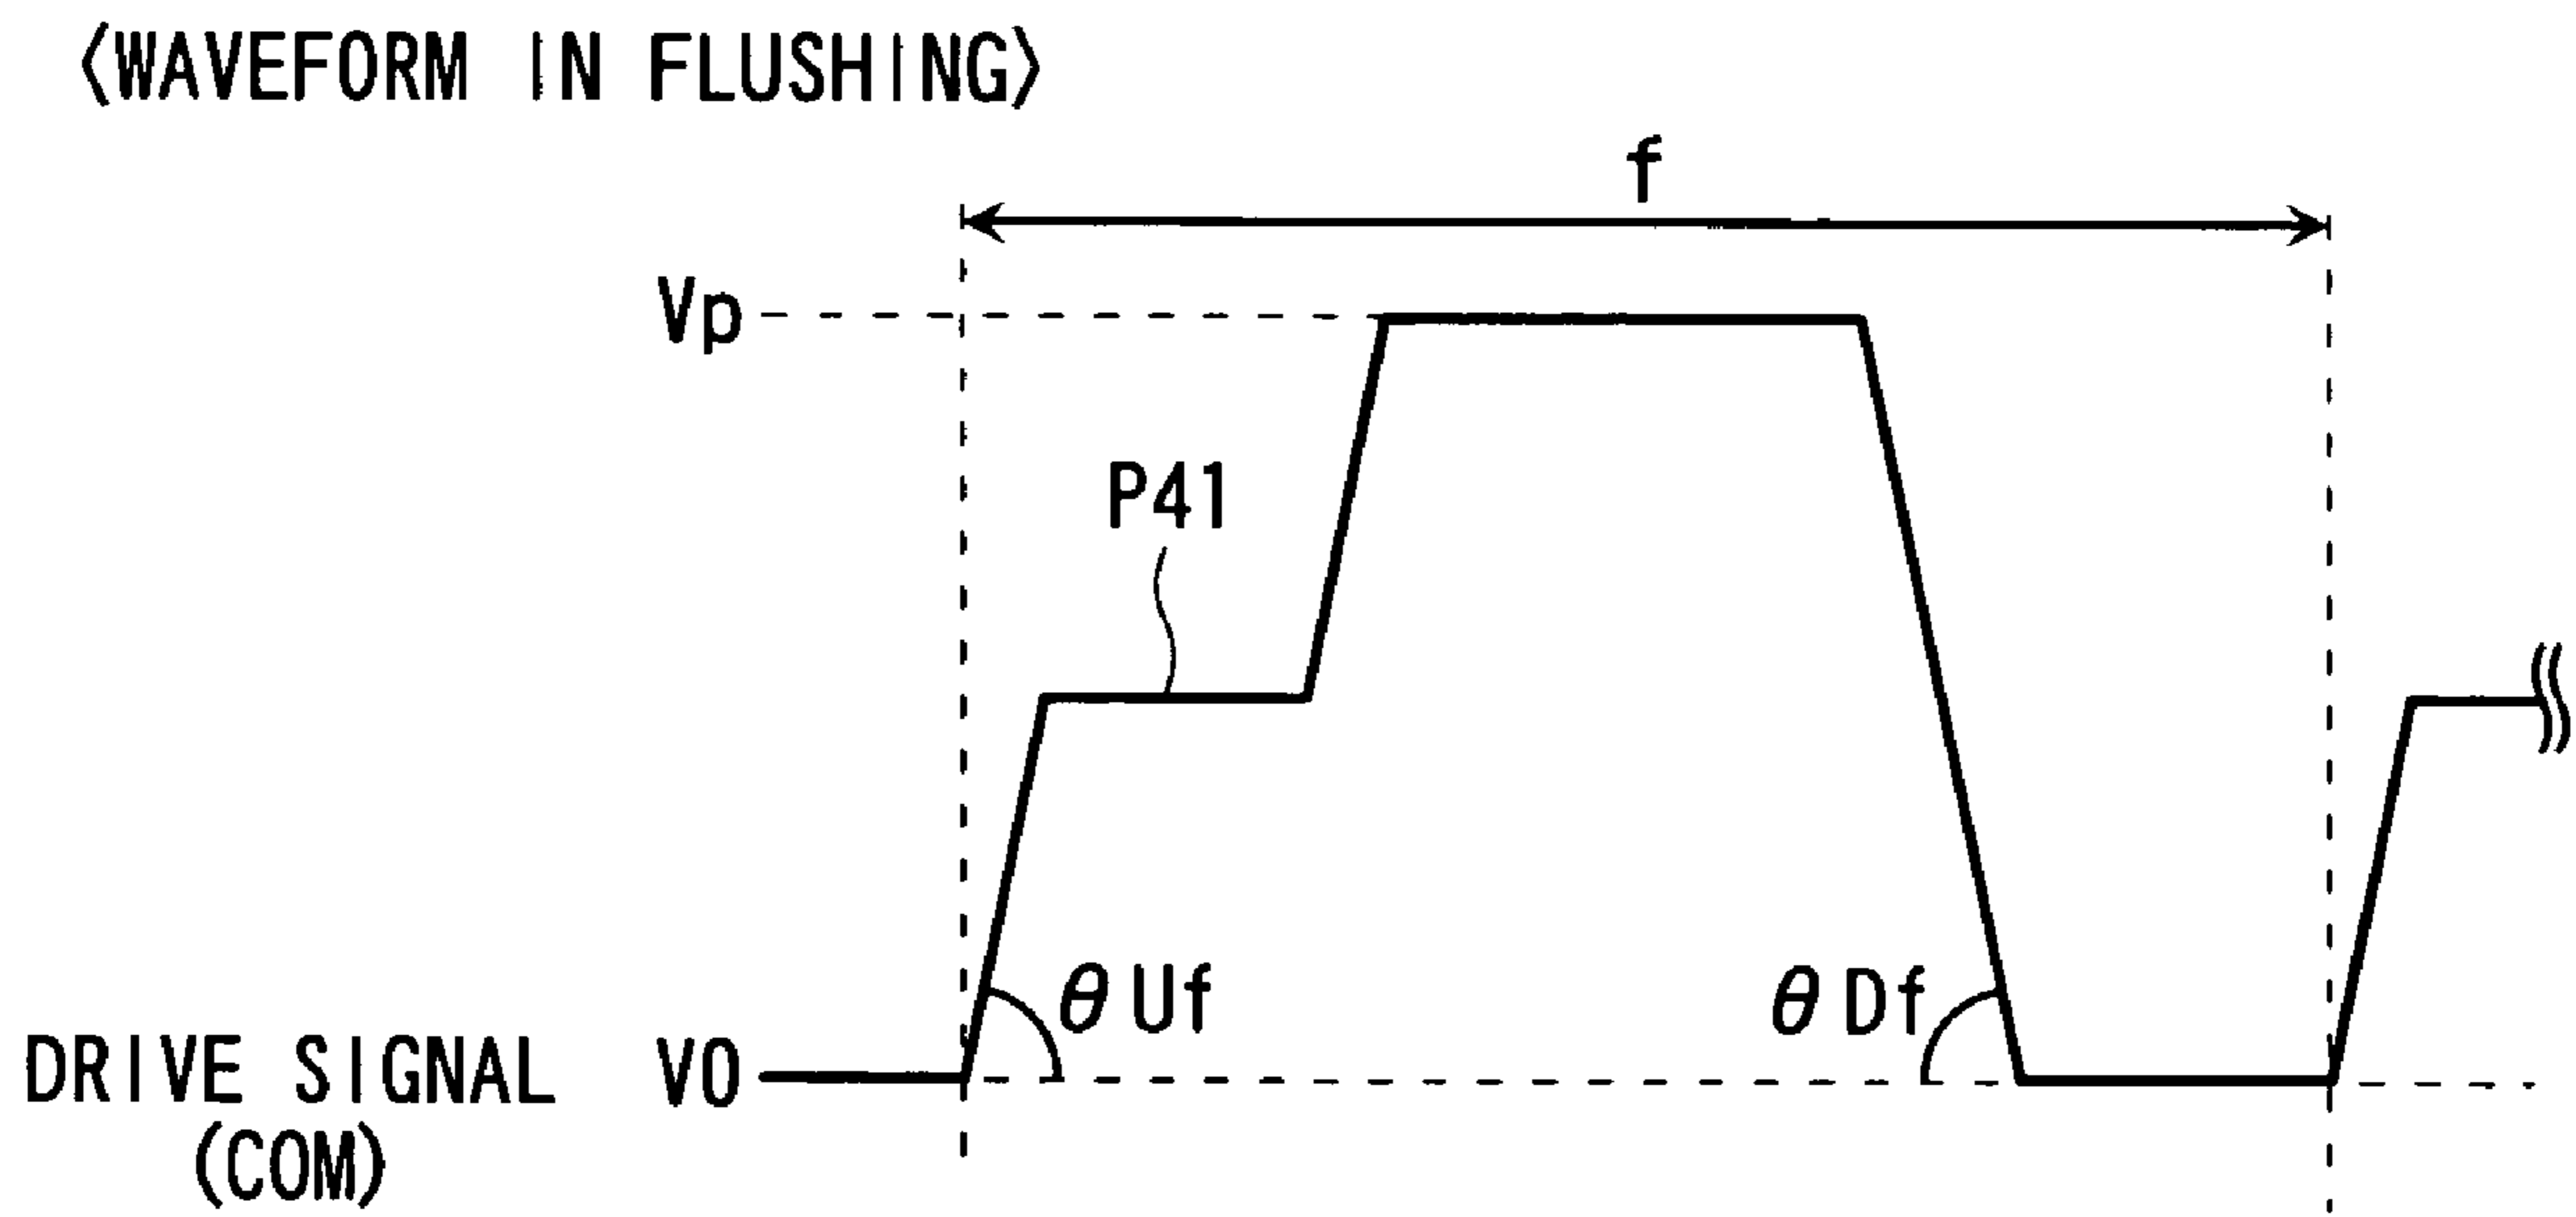 〈WAVEFORM IN FLUSHING〉
f
Vp
P41
θUf
θDf
DRIVE SIGNAL V0
(COM)